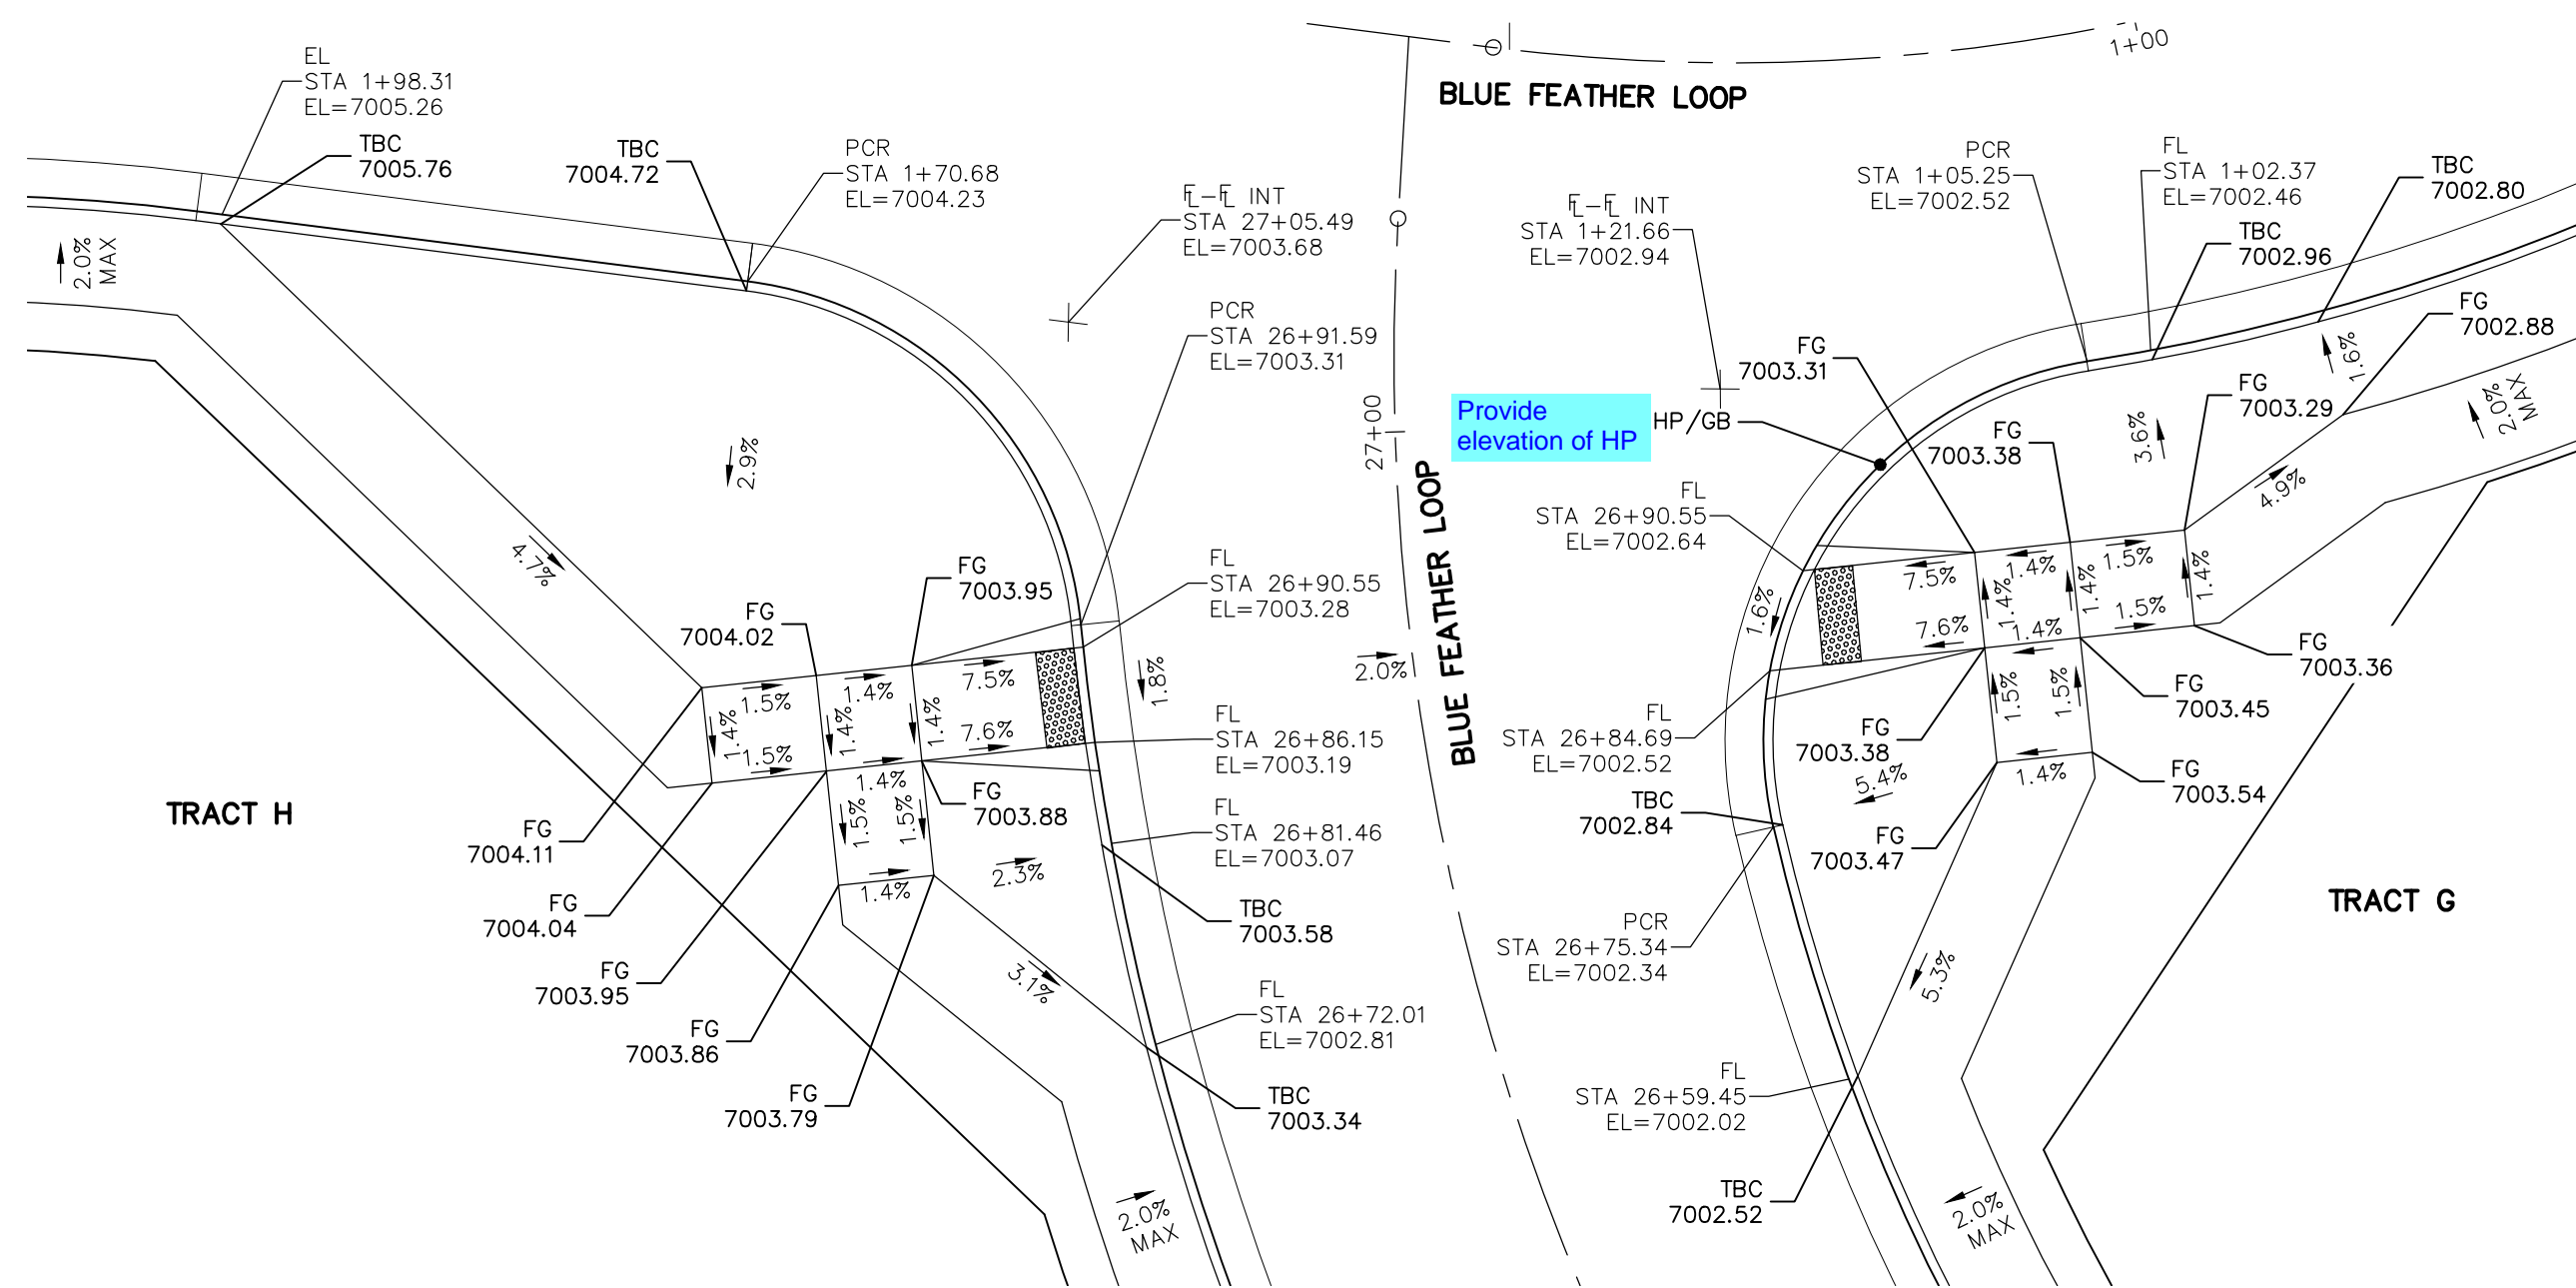 1+00
BLUE FEATHER LOOP
EL
STA 1+98.31
EL=7005.26
TBC
7005.76
TBC
7004.72
PCR
STA 1+70.68
EL=7004.23
FL-FL INT
STA 27+05.49
EL=7003.68
FL-FL INT
STA 1+21.66
EL=7002.94
PCR
STA 1+05.25
EL=7002.52
FL
STA 1+02.37
EL=7002.46
TBC
7002.80
TBC
7002.96
2.0%
MAX
PCR
STA 26+91.59
EL=7003.31
FG
7003.31
FG
7002.88
1.6%
FG
7003.29
2.0%
MAX
Provide
elevation of HP
HP/GB
27+00
FG
7003.38
3.6%
4.9%
2.9%
BLUE FEATHER LOOP
FL
STA 26+90.55
EL=7002.64
4.7%
FG
7003.95
FL
STA 26+90.55
EL=7003.28
FG
7004.02
7.5%
1.4%
1.5%
1.4%
1.4%
1.4%
1.6%
7.6%
1.4%
1.5%
1.5%
1.4%
7.5%
1.8%
2.0%
1.4%
1.4%
1.4%
1.5%
7.6%
1.4%
FG
7003.36
FG
7003.45
1.5%
1.5%
FL
STA 26+86.15
EL=7003.19
FL
STA 26+84.69
EL=7002.52
FG
7003.38
5.4%
1.4%
FG
7003.54
TRACT H
FG
7003.88
1.5%
1.5%
FL
STA 26+81.46
EL=7003.07
TBC
7002.84
FG
7003.47
FG
7004.11
2.3%
1.4%
TRACT G
FG
7004.04
TBC
7003.58
PCR
STA 26+75.34
EL=7002.34
FG
7003.95
3.1%
5.3%
FL
STA 26+72.01
EL=7002.81
FG
7003.86
FL
STA 26+59.45
EL=7002.02
FG
7003.79
TBC
7003.34
TBC
7002.52
2.0%
MAX
2.0%
MAX